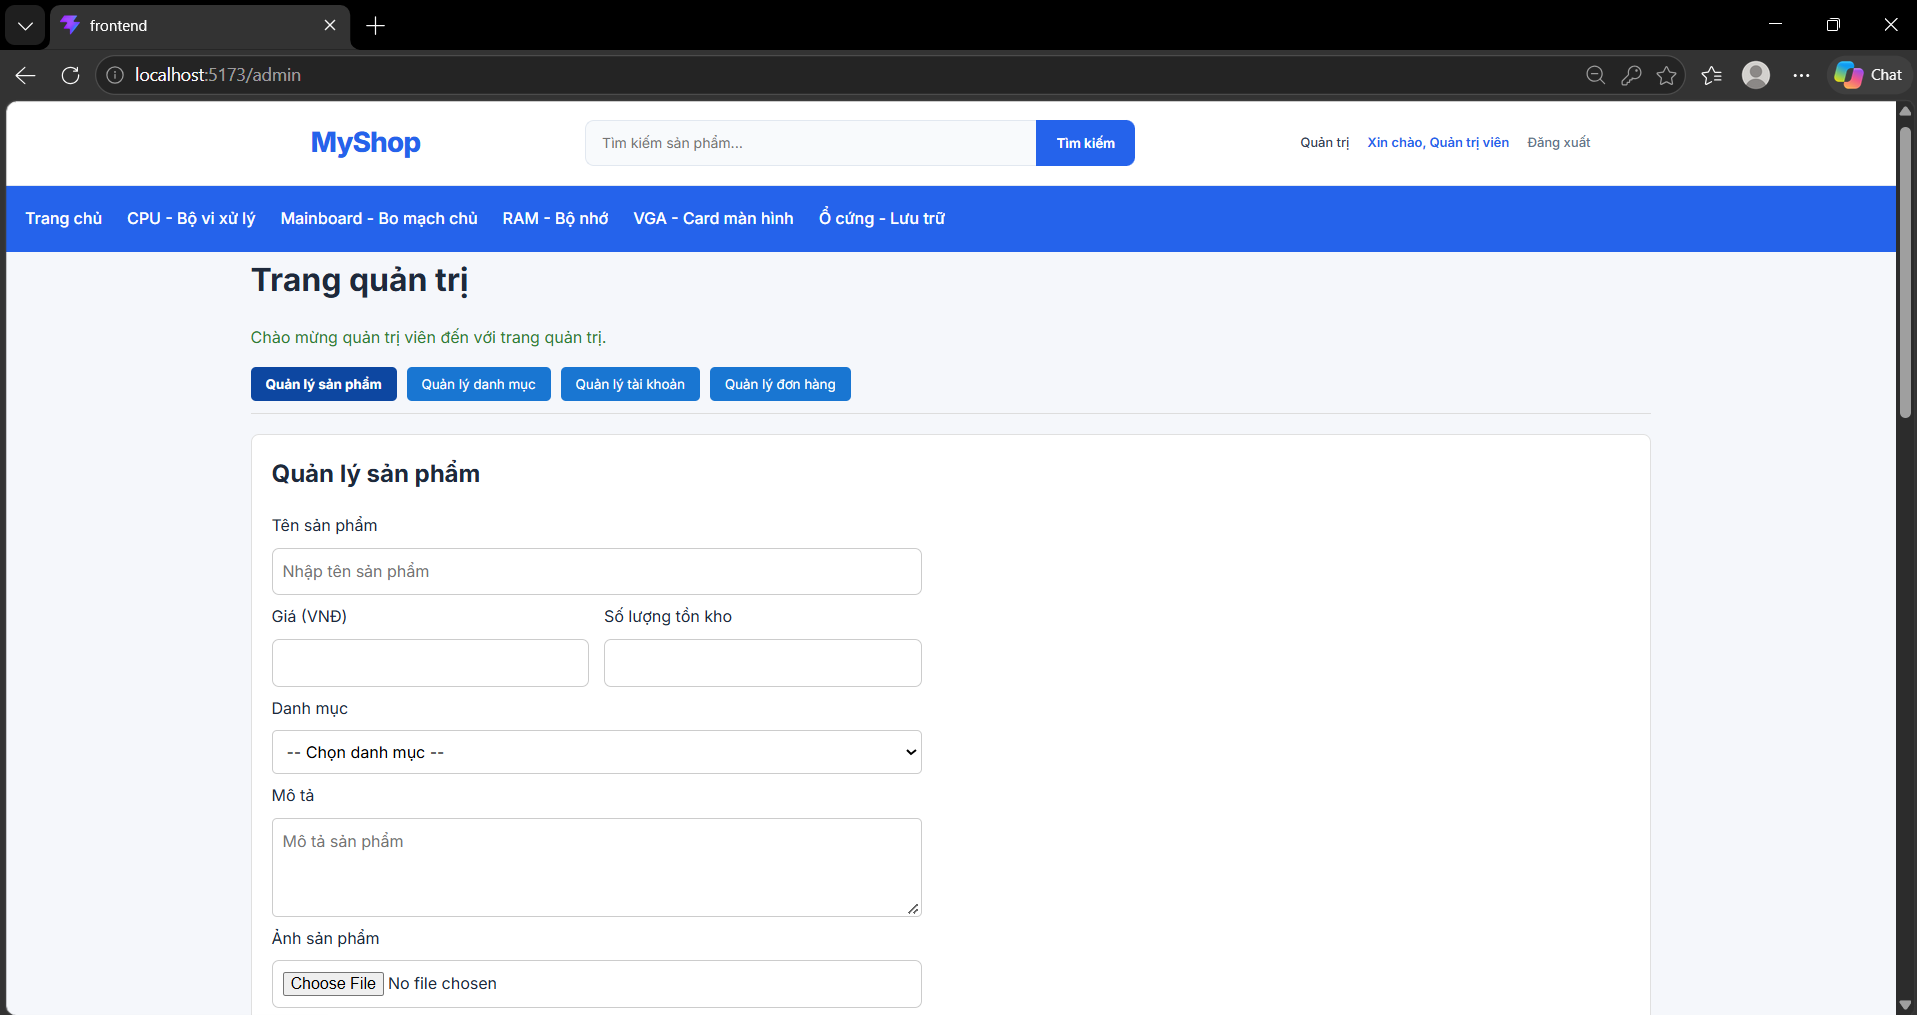 frontend
localhost:5173/admin
Chat
MyShop
Tìm kiếm sản phẩm...
Tìm kiếm
Quản trị
Xin chào, Quản trị viên
Đăng xuất
Trang chủ
CPU - Bộ vi xử lý
Mainboard - Bo mạch chủ
RAM - Bộ nhớ
VGA - Card màn hình
Ổ cứng - Lưu trữ
Trang quản trị
Chào mừng quản trị viên đến với trang quản trị.
Quản lý sản phẩm
Quản lý danh mục
Quản lý tài khoản
Quản lý đơn hàng
Quản lý sản phẩm
Tên sản phẩm
Nhập tên sản phẩm
Giá (VNĐ)
Số lượng tồn kho
Danh mục
-- Chọn danh mục --
Mô tả
Mô tả sản phẩm
Ảnh sản phẩm
Choose File No file chosen